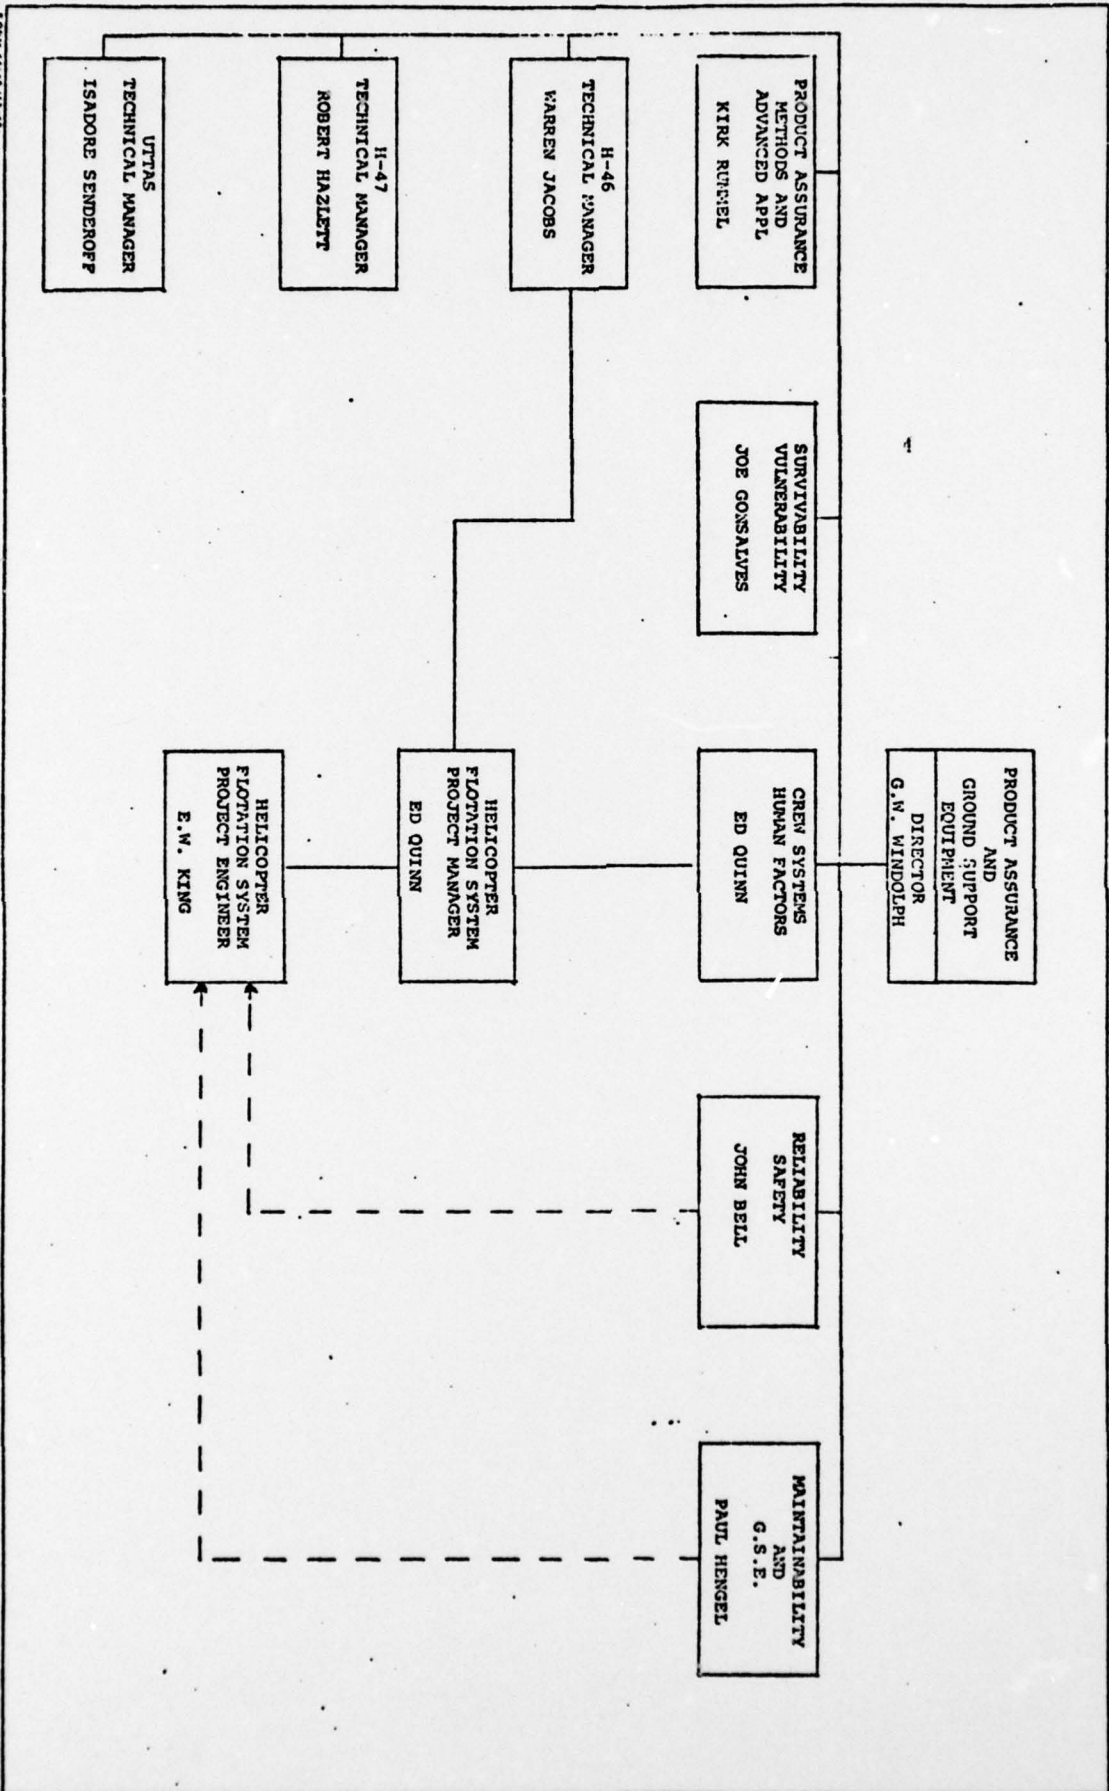 PRODUCT ASSURANCE
AND
GROUND SUPPORT
EQUIPMENT
DIRECTOR
G.W. WINDOLPH
PRODUCT ASSURANCE
METHODS AND
ADVANCED APPL
KIRK RUMMEL
SURVIVABILITY
VULNERABILITY
JOE GONSALVES
CREW SYSTEMS
HUMAN FACTORS
ED QUINN
RELIABILITY
SAFETY
JOHN BELL
MAINTAINABILITY
AND
G.S.E.
PAUL HENGEL
H-46
TECHNICAL MANAGER
WARREN JACOBS
HELICOPTER
FLOTATION SYSTEM
PROJECT MANAGER
ED QUINN
H-47
TECHNICAL MANAGER
ROBERT HAZLETT
HELICOPTER
FLOTATION SYSTEM
PROJECT ENGINEER
E.W. KING
UTTAS
TECHNICAL MANAGER
ISADORE SENDEROFF